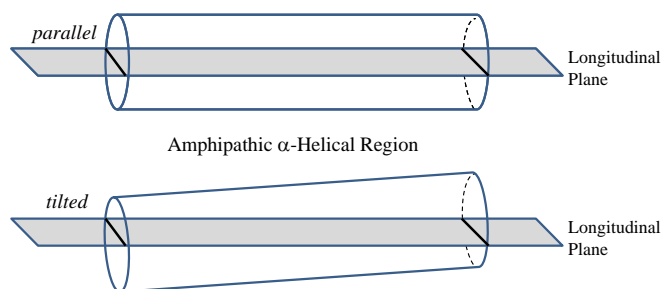 parallel
Longitudinal
Plane
Amphipathic α-Helical Region
tilted
Longitudinal
Plane